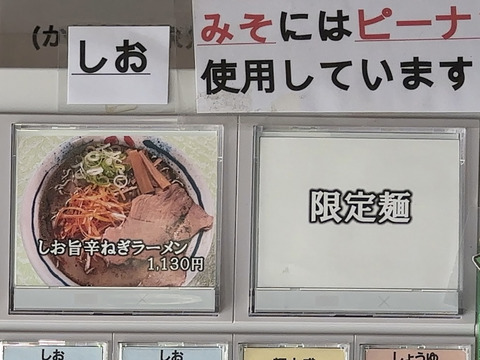 (か
しお
みそにはピーナ
使用しています
しお旨辛ねぎラーメン
1,130円
限定麺
しお
しお
しょうゆ